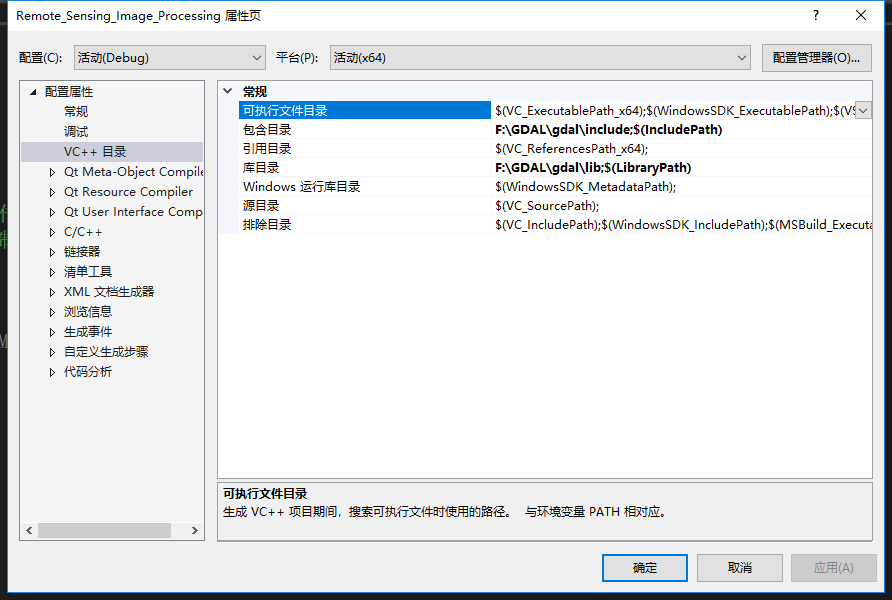 Remote_Sensing_Image_Processing 属性页
?
配置(C):
活动(Debug)
平台(P):
活动(x64)
配置管理器(O)...
配置属性
常规
调试
VC++ 目录
Qt Meta-Object Compile
Qt Resource Compiler
Qt User Interface Comp
C/C++
链接器
清单工具
XML 文档生成器
浏览信息
生成事件
自定义生成步骤
代码分析
常规
可执行文件目录 $(VC_ExecutablePath_x64);$(WindowsSDK_ExecutablePath);$(VS
包含目录 F:\GDAL\gdal\include;$(IncludePath)
引用目录 $(VC_ReferencesPath_x64);
库目录 F:\GDAL\gdal\lib;$(LibraryPath)
Windows 运行库目录 $(WindowsSDK_MetadataPath);
源目录 $(VC_SourcePath);
排除目录 $(VC_IncludePath);$(WindowsSDK_IncludePath);$(MSBuild_Executa
可执行文件目录
生成 VC++ 项目期间，搜索可执行文件时使用的路径。 与环境变量 PATH 相对应。
确定
取消
应用(A)